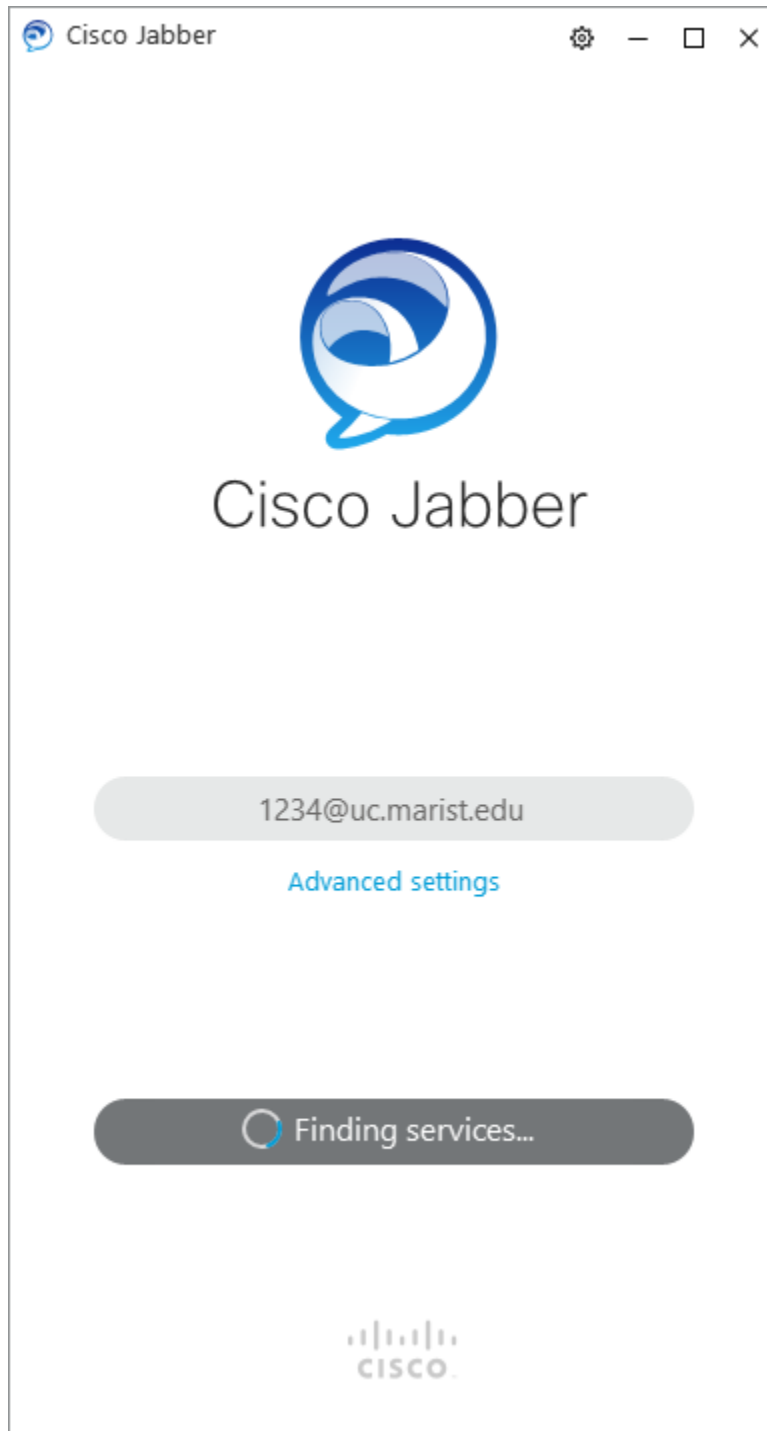 Cisco Jabber
Cisco Jabber
1234@uc.marist.edu
Advanced settings
Finding services...
CISCO